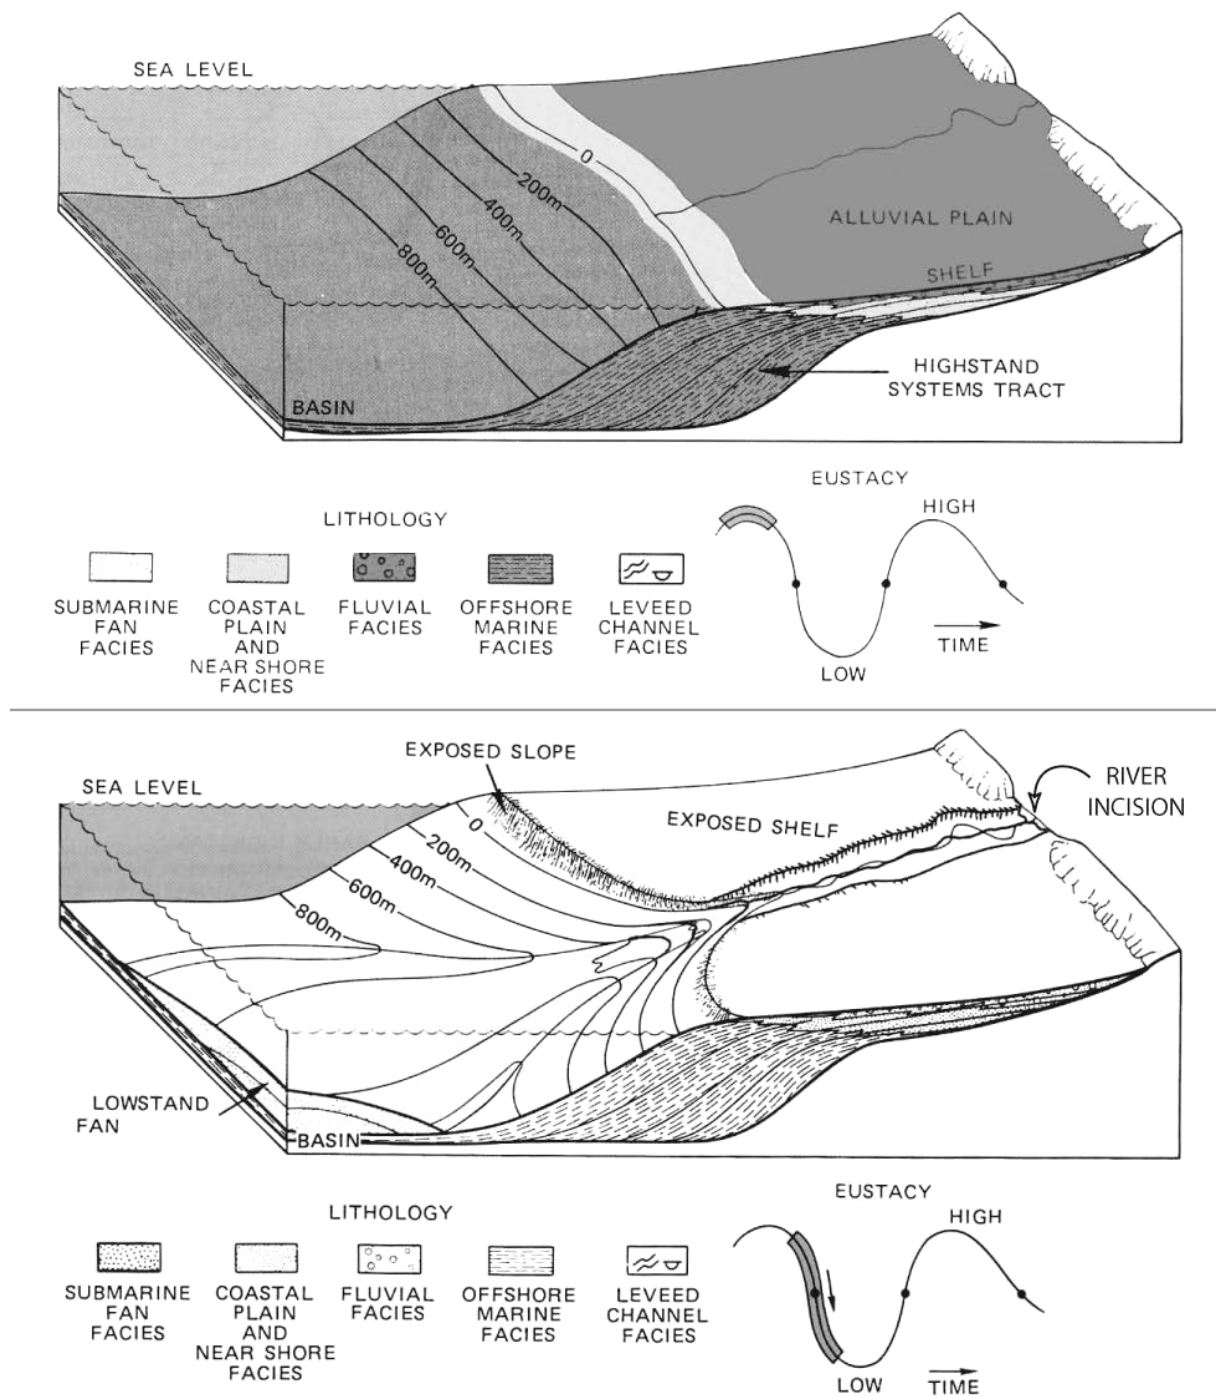 SEA LEVEL
0
200m
400m
600m
800m
ALLUVIAL PLAIN
SHELF
BASIN
HIGHSTAND
SYSTEMS TRACT
LITHOLOGY
SUBMARINE
FAN
FACIES
COASTAL
PLAIN
AND
NEAR SHORE
FACIES
FLUVIAL
FACIES
OFFSHORE
MARINE
FACIES
LEVEED
CHANNEL
FACIES
EUSTACY
HIGH
LOW
TIME
EXPOSED SLOPE
SEA LEVEL
RIVER
INCISION
EXPOSED SHELF
0
200m
400m
600m
800m
LOWSTAND
FAN
BASIN
LITHOLOGY
SUBMARINE
FAN
FACIES
COASTAL
PLAIN
AND
NEAR SHORE
FACIES
FLUVIAL
FACIES
OFFSHORE
MARINE
FACIES
LEVEED
CHANNEL
FACIES
EUSTACY
HIGH
LOW
TIME